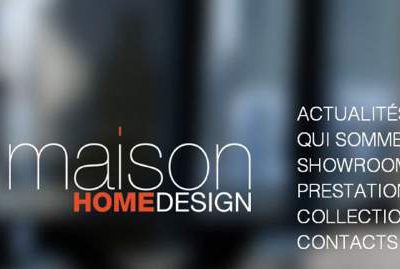 maison
HOMEDESIGN
ACTUALITÉS
QUI SOMME
SHOWROOM
PRESTATION
COLLECTIO
CONTACTS